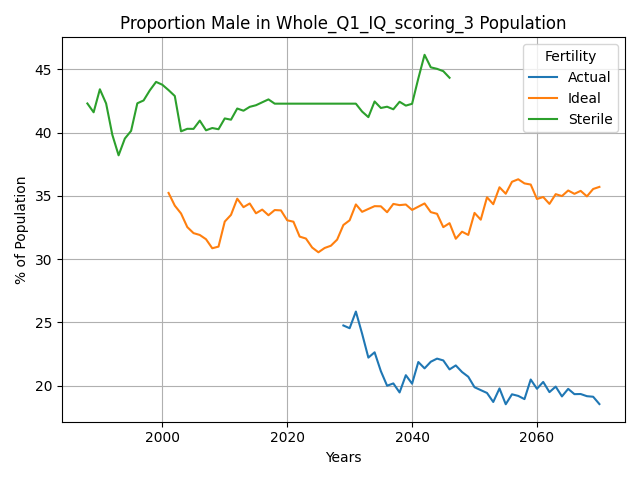 Proportion Male in Whole_Q1_IQ_scoring_3 Population
Fertility
Actual
Ideal
Sterile
% of Population
45
40
35
30
25
20
2000
2020
2040
2060
Years